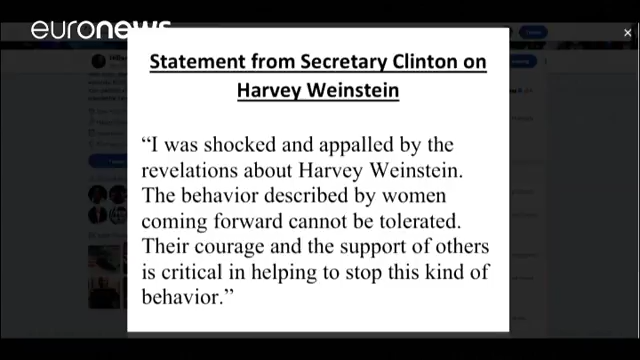 euronews.
Statement from Secretary Clinton on
Harvey Weinstein
“I was shocked and appalled by the
revelations about Harvey Weinstein.
The behavior described by women
coming forward cannot be tolerated.
Their courage and the support of others
is critical in helping to stop this kind of
behavior.”